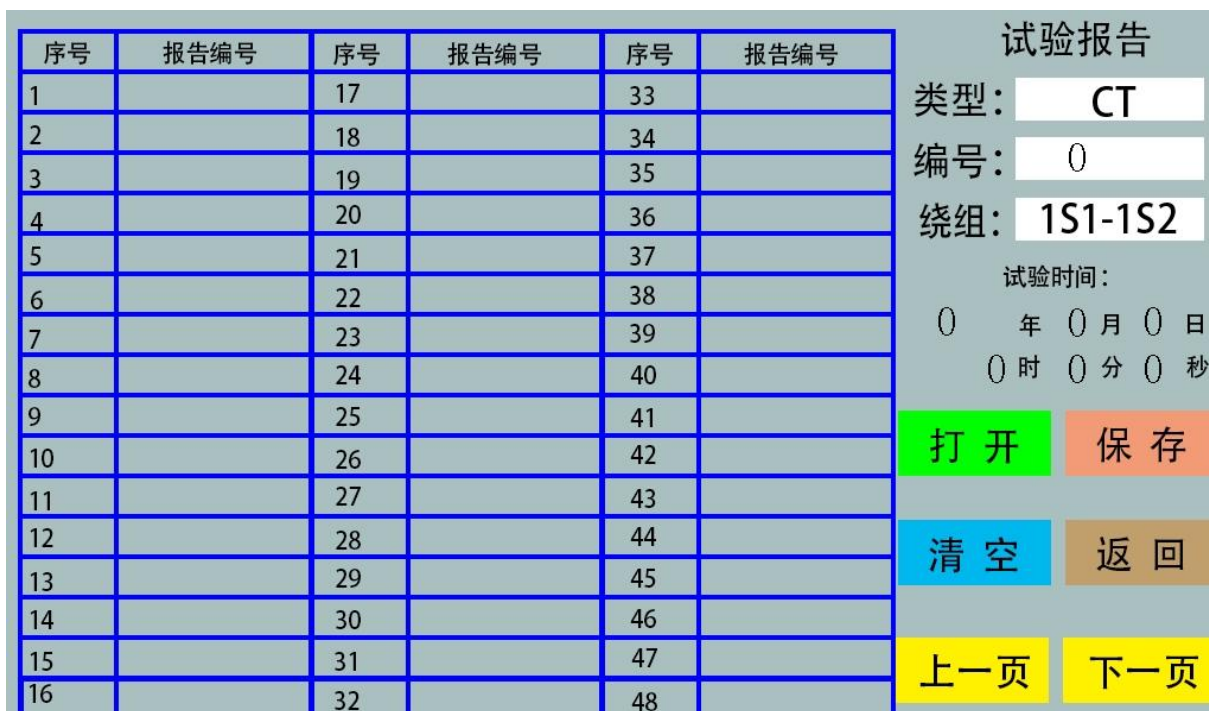 序号 报告编号 序号 报告编号 序号 报告编号
1 17 33
2 18 34
3 19 35
4 20 36
5 21 37
6 22 38
7 23 39
8 24 40
9 25 41
10 26 42
11 27 43
12 28 44
13 29 45
14 30 46
15 31 47
16 32 48
试验报告
类型： CT
编号： 0
绕组： 1S1-1S2
试验时间：
0 年 0 月 0 日
0 时 0 分 0 秒
打 开 保 存
清 空 返 回
上一页 下一页